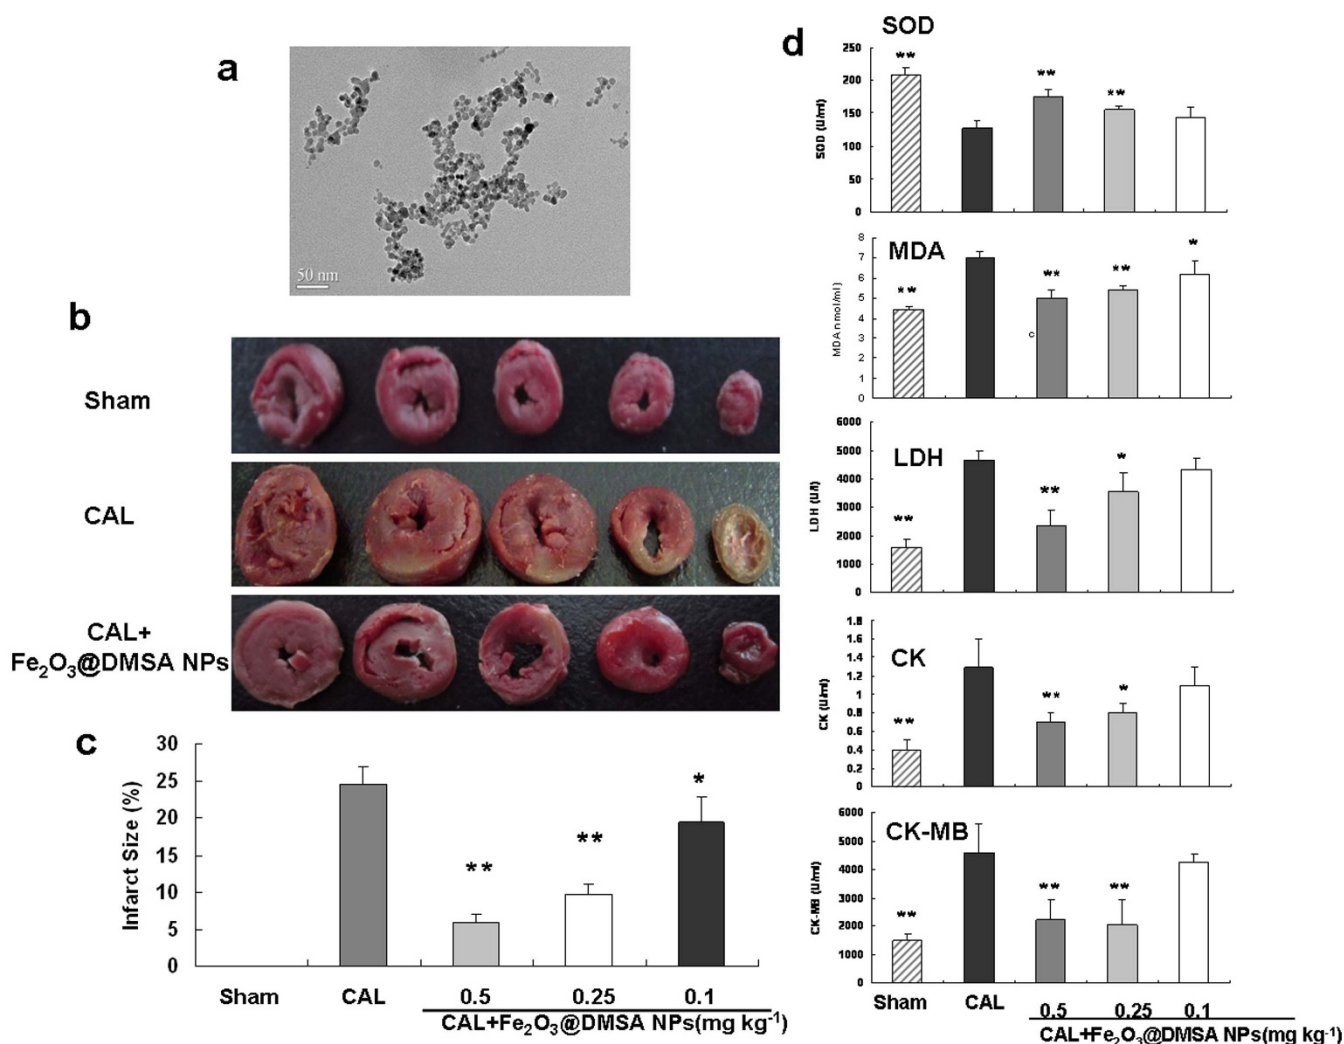 a
50 nm
b
Sham
CAL
CAL+
Fe₂O₃@DMSA NPs
c
30
25
20
15
10
5
0
Infarct Size (%)
**
**
*
Sham CAL 0.5 0.25 0.1
CAL+Fe₂O₃@DMSA NPs(mg kg⁻¹)
d
SOD
250
200
150
100
50
0
SOD (U/ml)
**
**
**
MDA
8
7
6
5
4
3
2
1
0
MDA nmol/ml)
**
**
**
*
c
LDH
6000
5000
4000
3000
2000
1000
0
LDH (U/l)
**
**
*
CK
1.8
1.6
1.4
1.2
1
0.8
0.6
0.4
0.2
0
CK (U/ml)
**
**
*
CK-MB
6000
5000
4000
3000
2000
1000
0
CK-MB (U/ml)
**
**
**
Sham CAL 0.5 0.25 0.1
CAL+Fe₂O₃@DMSA NPs(mg kg⁻¹)